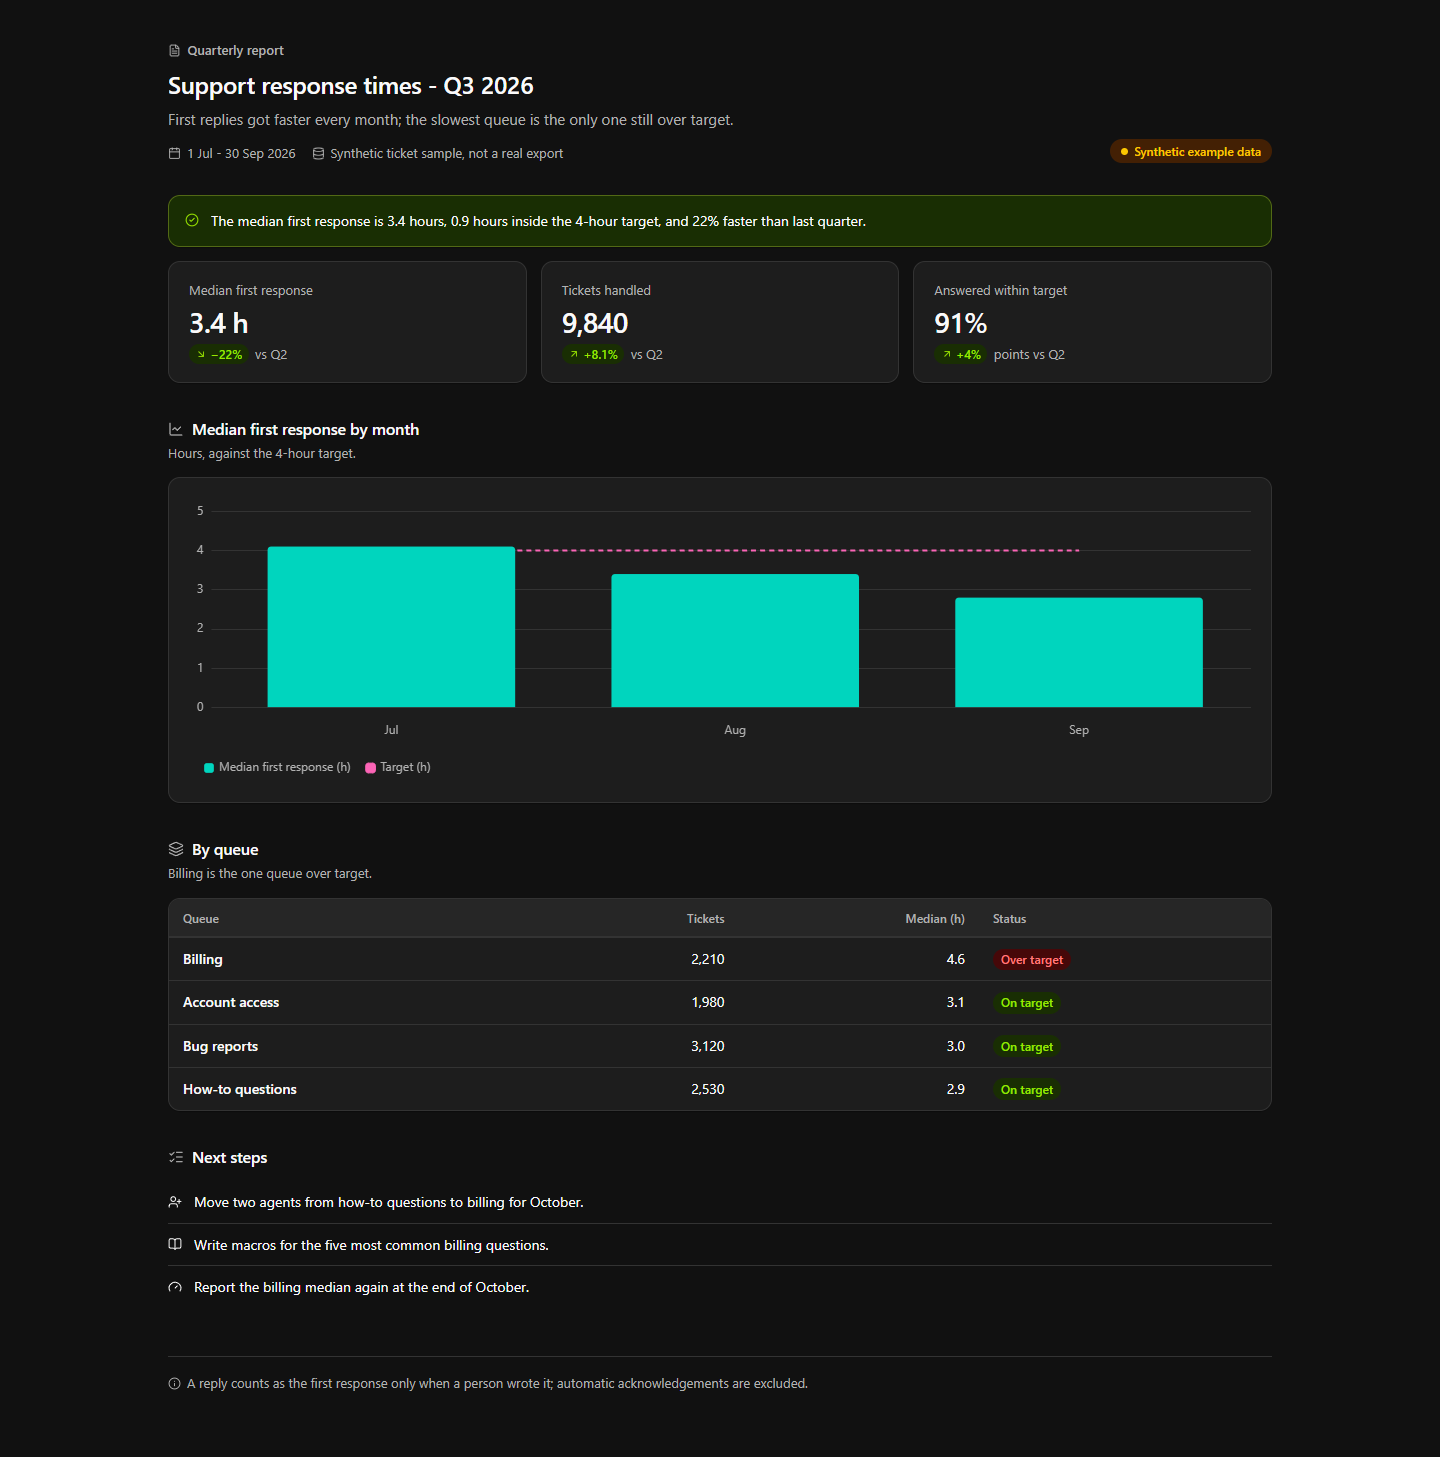 Quarterly report
Support response times - Q3 2026
First replies got faster every month; the slowest queue is the only one still over target.
1 Jul - 30 Sep 2026 Synthetic ticket sample, not a real export
Synthetic example data
The median first response is 3.4 hours, 0.9 hours inside the 4-hour target, and 22% faster than last quarter.
Median first response
3.4 h
−22% vs Q2
Tickets handled
9,840
+8.1% vs Q2
Answered within target
91%
+4% points vs Q2
Median first response by month
Hours, against the 4-hour target.
5
4
3
2
1
0
Jul Aug Sep
Median first response (h) Target (h)
By queue
Billing is the one queue over target.
Queue Tickets Median (h) Status
Billing 2,210 4.6 Over target
Account access 1,980 3.1 On target
Bug reports 3,120 3.0 On target
How-to questions 2,530 2.9 On target
Next steps
Move two agents from how-to questions to billing for October.
Write macros for the five most common billing questions.
Report the billing median again at the end of October.
A reply counts as the first response only when a person wrote it; automatic acknowledgements are excluded.